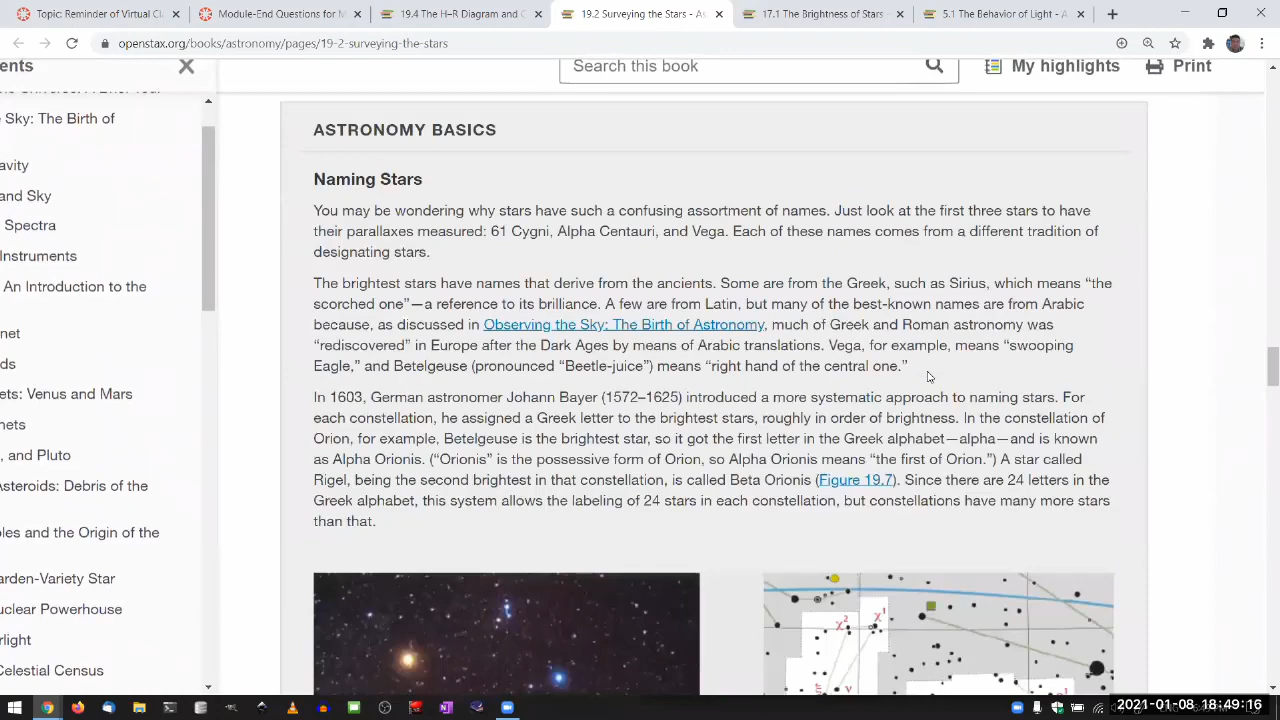 Topic: Reminder of Virtual Cl
Module-End Questions for M
19.4 The H–R Diagram and C
19.2 Surveying the Stars - As
17.1 The Brightness of Stars -
5.1 The Behavior of Light - A
openstax.org/books/astronomy/pages/19-2-surveying-the-stars
ents
Search this book
My highlights
Print
e Sky: The Birth of
avity
and Sky
Spectra
Instruments
An Introduction to the
net
ds
ets: Venus and Mars
nets
, and Pluto
Asteroids: Debris of the
oles and the Origin of the
arden-Variety Star
uclear Powerhouse
rlight
Celestial Census
ASTRONOMY BASICS
Naming Stars
You may be wondering why stars have such a confusing assortment of names. Just look at the first three stars to have
their parallaxes measured: 61 Cygni, Alpha Centauri, and Vega. Each of these names comes from a different tradition of
designating stars.
The brightest stars have names that derive from the ancients. Some are from the Greek, such as Sirius, which means “the
scorched one”—a reference to its brilliance. A few are from Latin, but many of the best-known names are from Arabic
because, as discussed in Observing the Sky: The Birth of Astronomy, much of Greek and Roman astronomy was
“rediscovered” in Europe after the Dark Ages by means of Arabic translations. Vega, for example, means “swooping
Eagle,” and Betelgeuse (pronounced “Beetle-juice”) means “right hand of the central one.”
In 1603, German astronomer Johann Bayer (1572–1625) introduced a more systematic approach to naming stars. For
each constellation, he assigned a Greek letter to the brightest stars, roughly in order of brightness. In the constellation of
Orion, for example, Betelgeuse is the brightest star, so it got the first letter in the Greek alphabet—alpha—and is known
as Alpha Orionis. (“Orionis” is the possessive form of Orion, so Alpha Orionis means “the first of Orion.”) A star called
Rigel, being the second brightest in that constellation, is called Beta Orionis (Figure 19.7). Since there are 24 letters in the
Greek alphabet, this system allows the labeling of 24 stars in each constellation, but constellations have many more stars
than that.
χ² χ¹
ν
2021-01-08 18:49:16